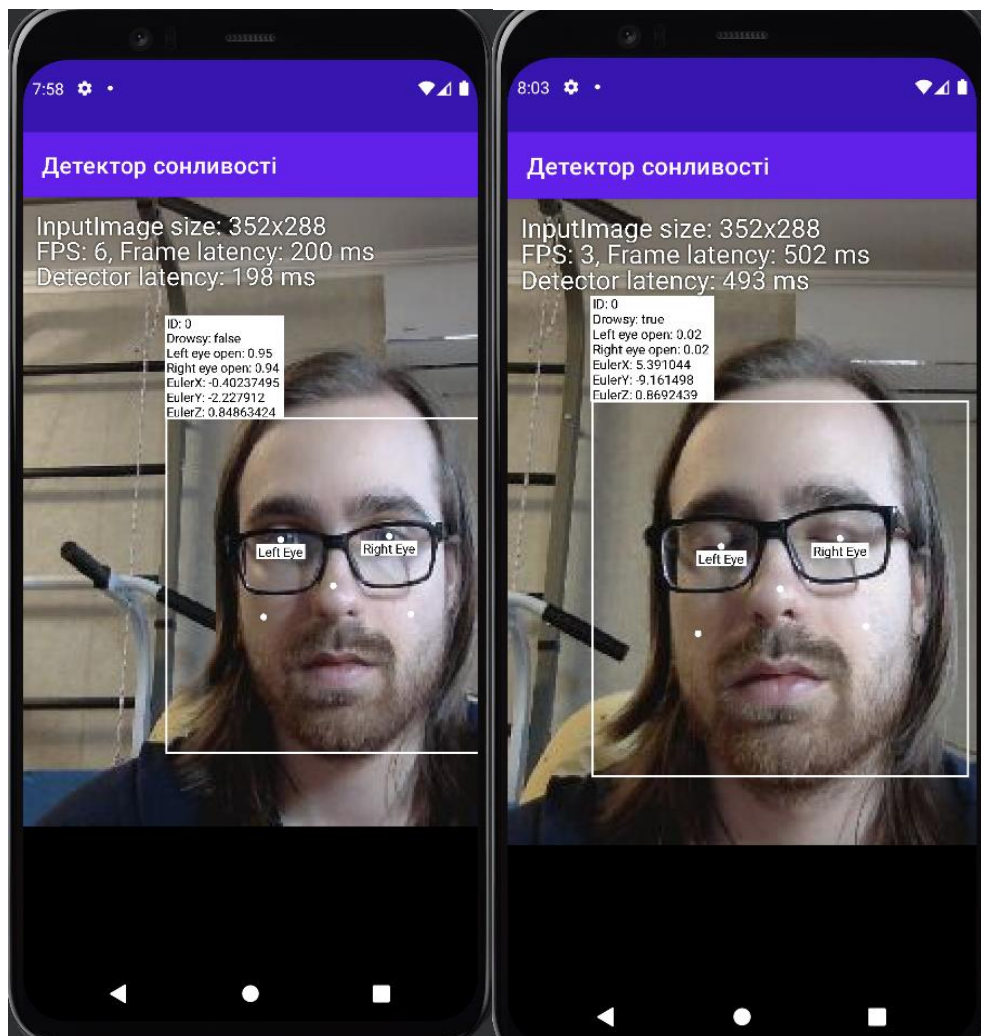 7:58
Детектор сонливості
InputImage size: 352x288
FPS: 6, Frame latency: 200 ms
Detector latency: 198 ms
ID: 0
Drowsy: false
Left eye open: 0.95
Right eye open: 0.94
EulerX: -0.40237495
EulerY: -2.227912
EulerZ: 0.84863424
Left Eye
Right Eye
8:03
Детектор сонливості
InputImage size: 352x288
FPS: 3, Frame latency: 502 ms
Detector latency: 493 ms
ID: 0
Drowsy: true
Left eye open: 0.02
Right eye open: 0.02
EulerX: 5.391044
EulerY: -9.161498
EulerZ: 0.8692439
Left Eye
Right Eye